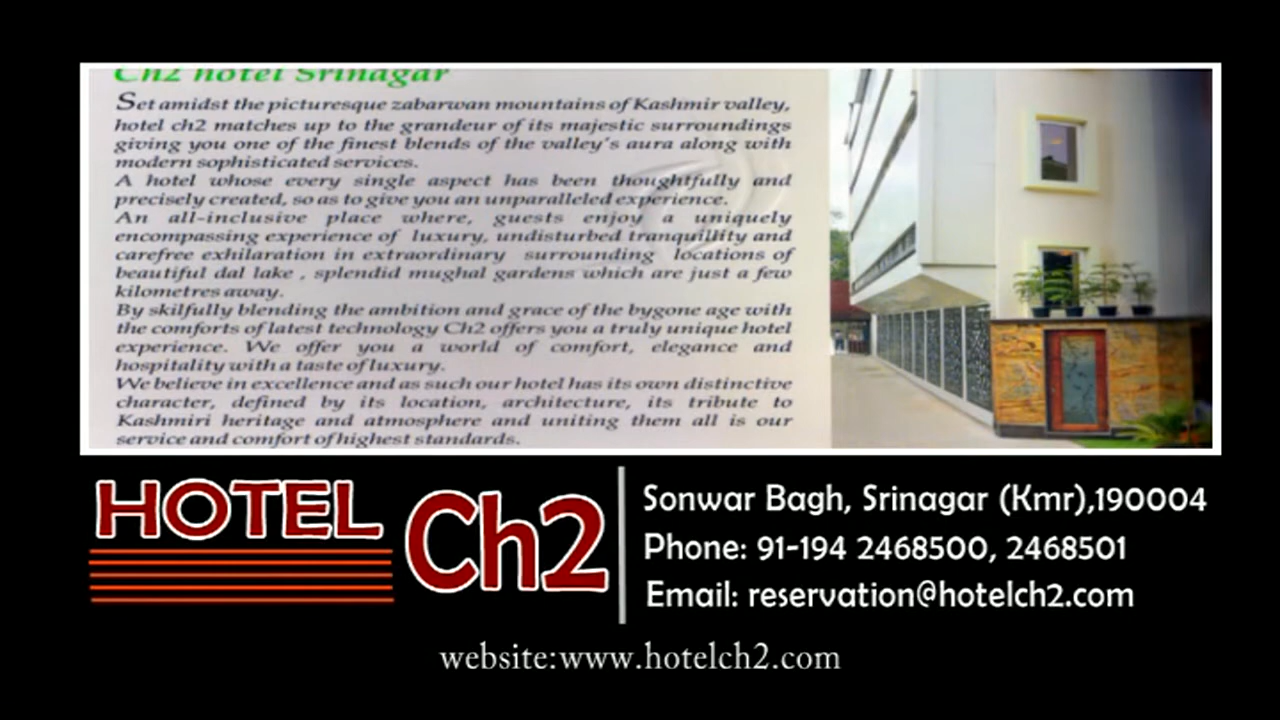 Ch2 hotel Srinagar
Set amidst the picturesque zabarwan mountains of Kashmir valley,
hotel ch2 matches up to the grandeur of its majestic surroundings
giving you one of the finest blends of the valley's aura along with
modern sophisticated services.
A hotel whose every single aspect has been thoughtfully and
precisely created, so as to give you an unparalleled experience.
An all-inclusive place where, guests enjoy a uniquely
encompassing experience of luxury, undisturbed tranquillity and
carefree exhilaration in extraordinary surrounding locations of
beautiful dal lake , splendid mughal gardens which are just a few
kilometres away.
By skilfully blending the ambition and grace of the bygone age with
the comforts of latest technology Ch2 offers you a truly unique hotel
experience. We offer you a world of comfort, elegance and
hospitality with a taste of luxury.
We believe in excellence and as such our hotel has its own distinctive
character, defined by its location, architecture, its tribute to
Kashmiri heritage and atmosphere and uniting them all is our
service and comfort of highest standards.
HOTEL Ch2
Sonwar Bagh, Srinagar (Kmr),190004
Phone: 91-194 2468500, 2468501
Email: reservation@hotelch2.com
website:www.hotelch2.com